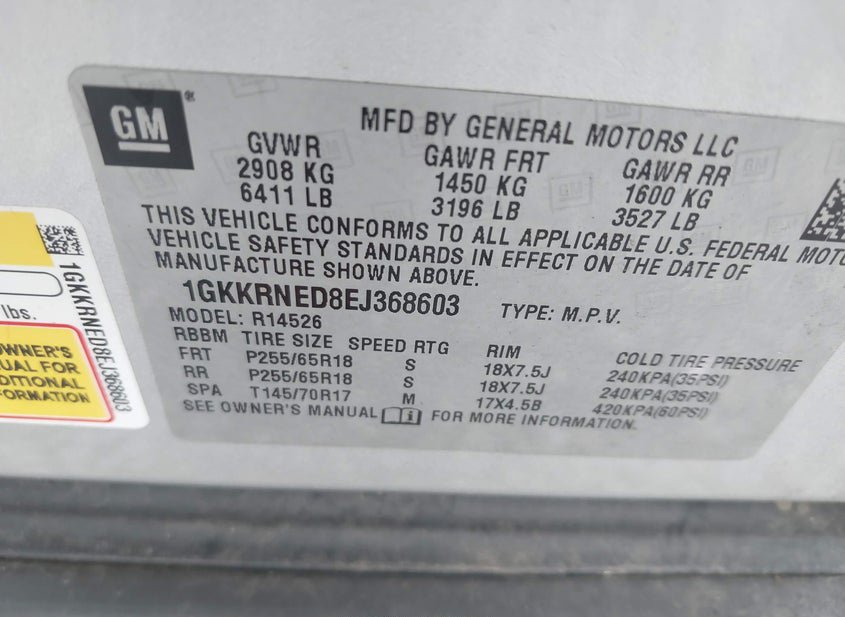 GM®
MFD BY GENERAL MOTORS LLC
GVWR GAWR FRT GAWR RR
2908 KG 1450 KG 1600 KG
6411 LB 3196 LB 3527 LB
THIS VEHICLE CONFORMS TO ALL APPLICABLE U.S. FEDERAL MOTO
VEHICLE SAFETY STANDARDS IN EFFECT ON THE DATE OF
MANUFACTURE SHOWN ABOVE.
1GKKRNED8EJ368603 TYPE: M.P.V.
MODEL: R14526
RBBM TIRE SIZE SPEED RTG RIM COLD TIRE PRESSURE
FRT P255/65R18 S 18X7.5J 240KPA(35PSI)
RR P255/65R18 S 18X7.5J 240KPA(35PSI)
SPA T145/70R17 M 17X4.5B 420KPA(60PSI)
SEE OWNER'S MANUAL FOR MORE INFORMATION.
1GKKRNED8EJ368603
lbs.
OWNER'S
UAL FOR
DITIONAL
FORMATION